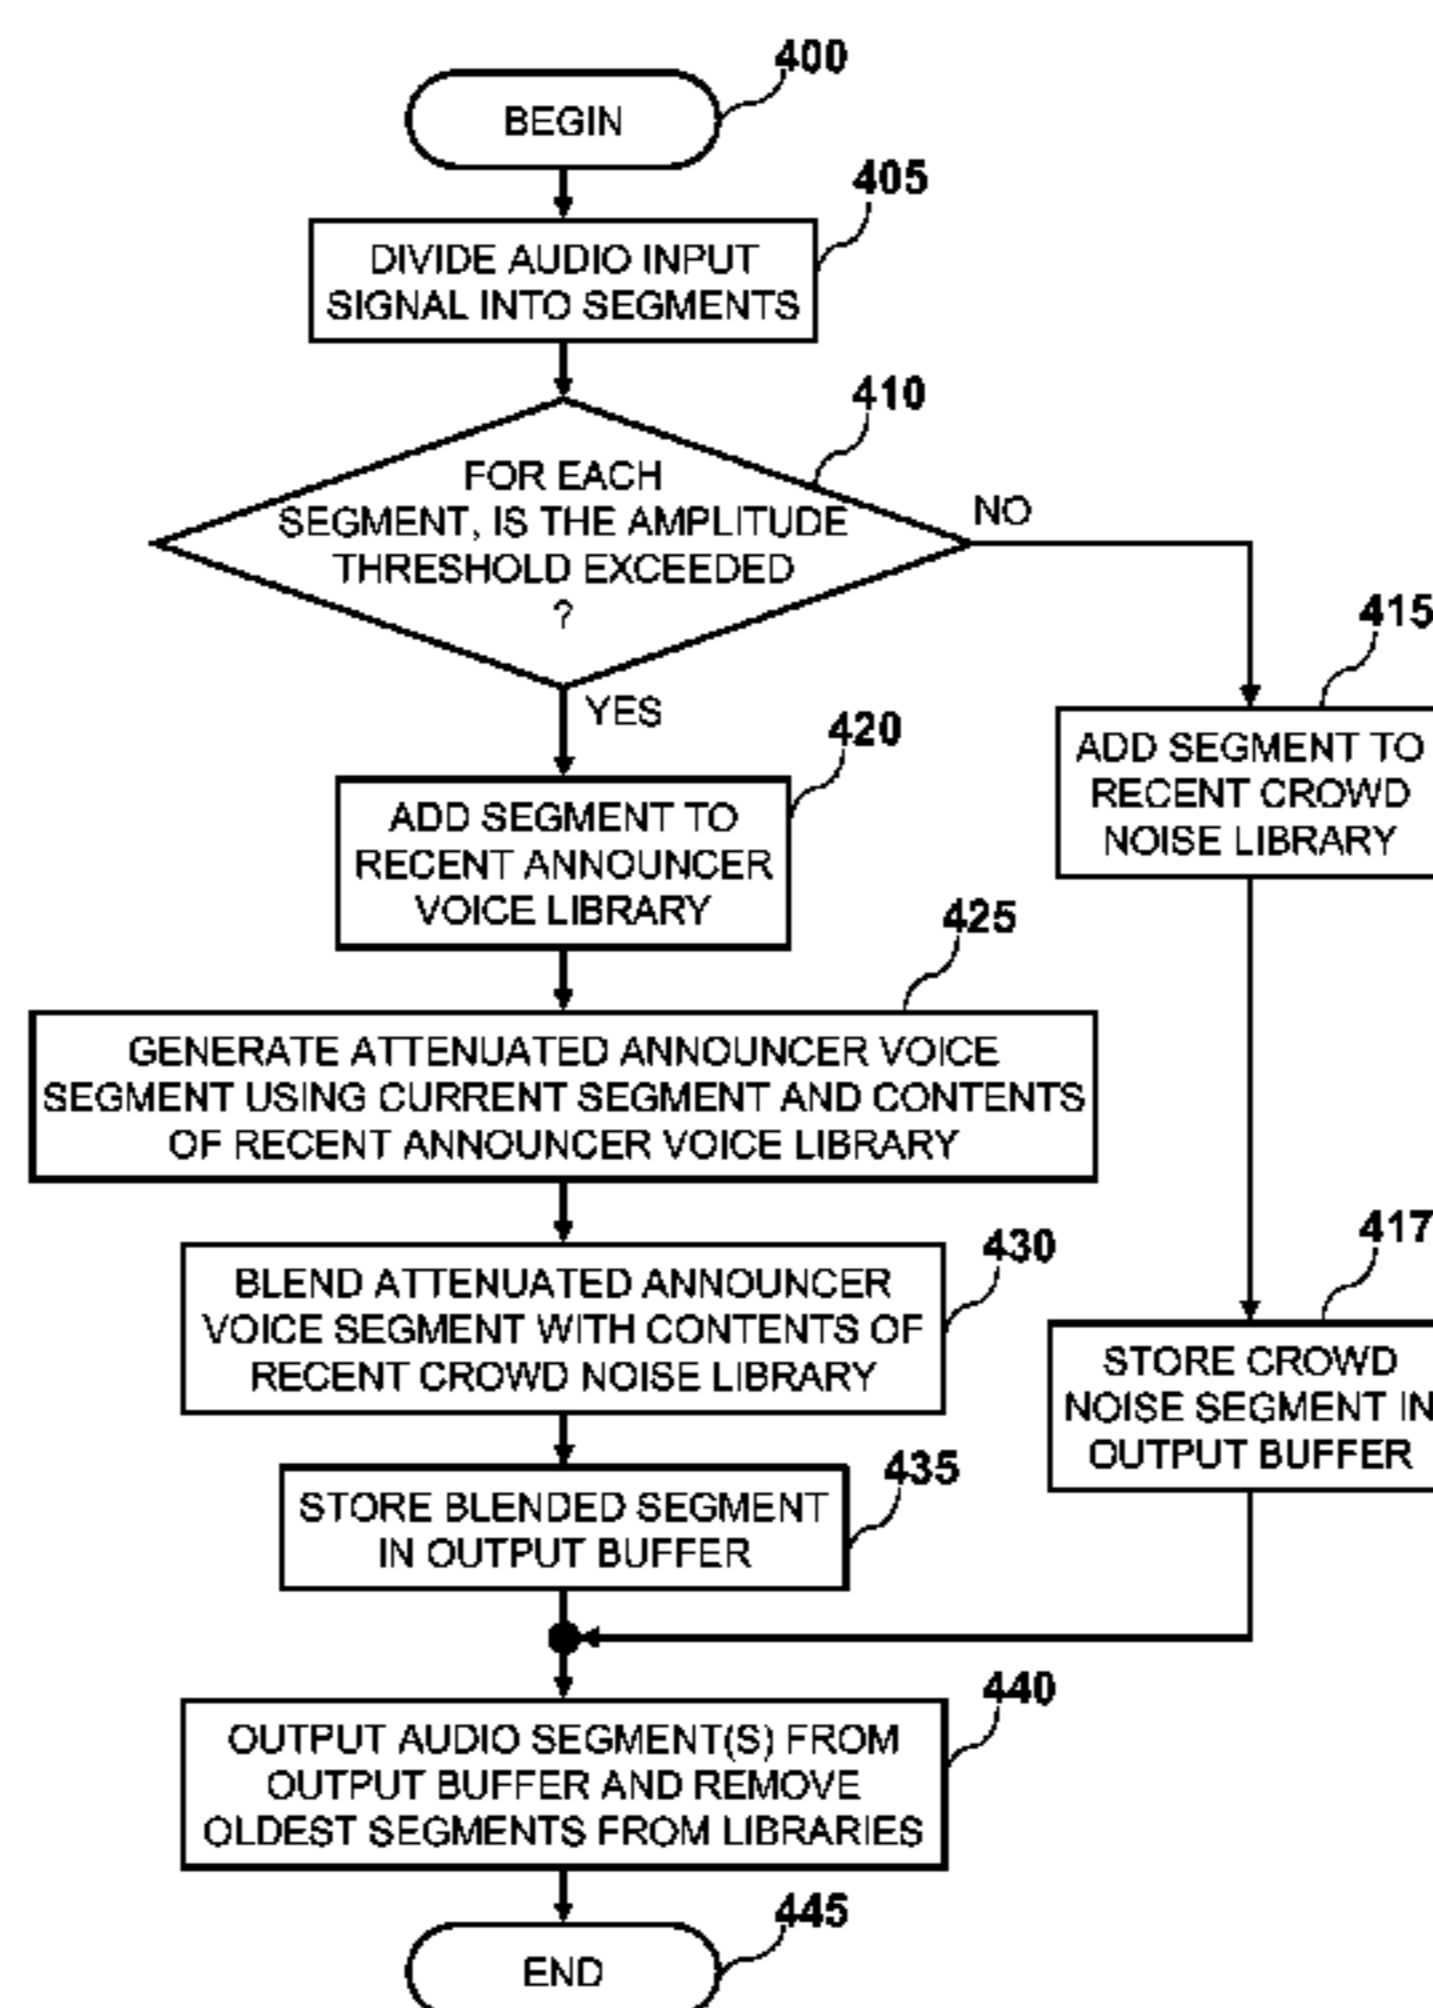 400
BEGIN
405
DIVIDE AUDIO INPUT
SIGNAL INTO SEGMENTS
410
FOR EACH
SEGMENT, IS THE AMPLITUDE
THRESHOLD EXCEEDED
?
NO
YES
415
ADD SEGMENT TO
RECENT CROWD
NOISE LIBRARY
420
ADD SEGMENT TO
RECENT ANNOUNCER
VOICE LIBRARY
425
GENERATE ATTENUATED ANNOUNCER VOICE
SEGMENT USING CURRENT SEGMENT AND CONTENTS
OF RECENT ANNOUNCER VOICE LIBRARY
417
STORE CROWD
NOISE SEGMENT IN
OUTPUT BUFFER
430
BLEND ATTENUATED ANNOUNCER
VOICE SEGMENT WITH CONTENTS OF
RECENT CROWD NOISE LIBRARY
435
STORE BLENDED SEGMENT
IN OUTPUT BUFFER
440
OUTPUT AUDIO SEGMENT(S) FROM
OUTPUT BUFFER AND REMOVE
OLDEST SEGMENTS FROM LIBRARIES
445
END